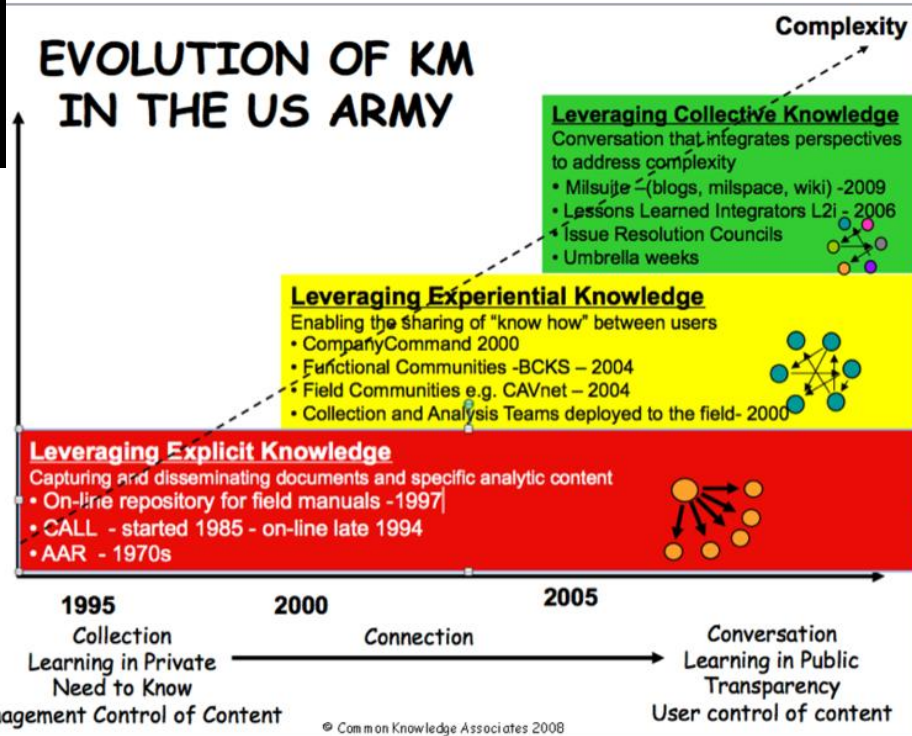 Complexity
EVOLUTION OF KM
IN THE US ARMY
Leveraging Collective Knowledge
Conversation that integrates perspectives
to address complexity
• Milsuite –(blogs, milspace, wiki) -2009
• Lessons Learned Integrators L2i - 2006
• Issue Resolution Councils
• Umbrella weeks
Leveraging Experiential Knowledge
Enabling the sharing of "know how" between users
• CompanyCommand 2000
• Functional Communities -BCKS – 2004
• Field Communities e.g. CAVnet – 2004
• Collection and Analysis Teams deployed to the field- 2000
Leveraging Explicit Knowledge
Capturing and disseminating documents and specific analytic content
• On-line repository for field manuals -1997
• CALL - started 1985 - on-line late 1994
• AAR - 1970s
1995
2000
2005
Collection
Learning in Private
Need to Know
Control of Content
Connection
Conversation
Learning in Public
Transparency
User control of content
© Common Knowledge Associates 2008